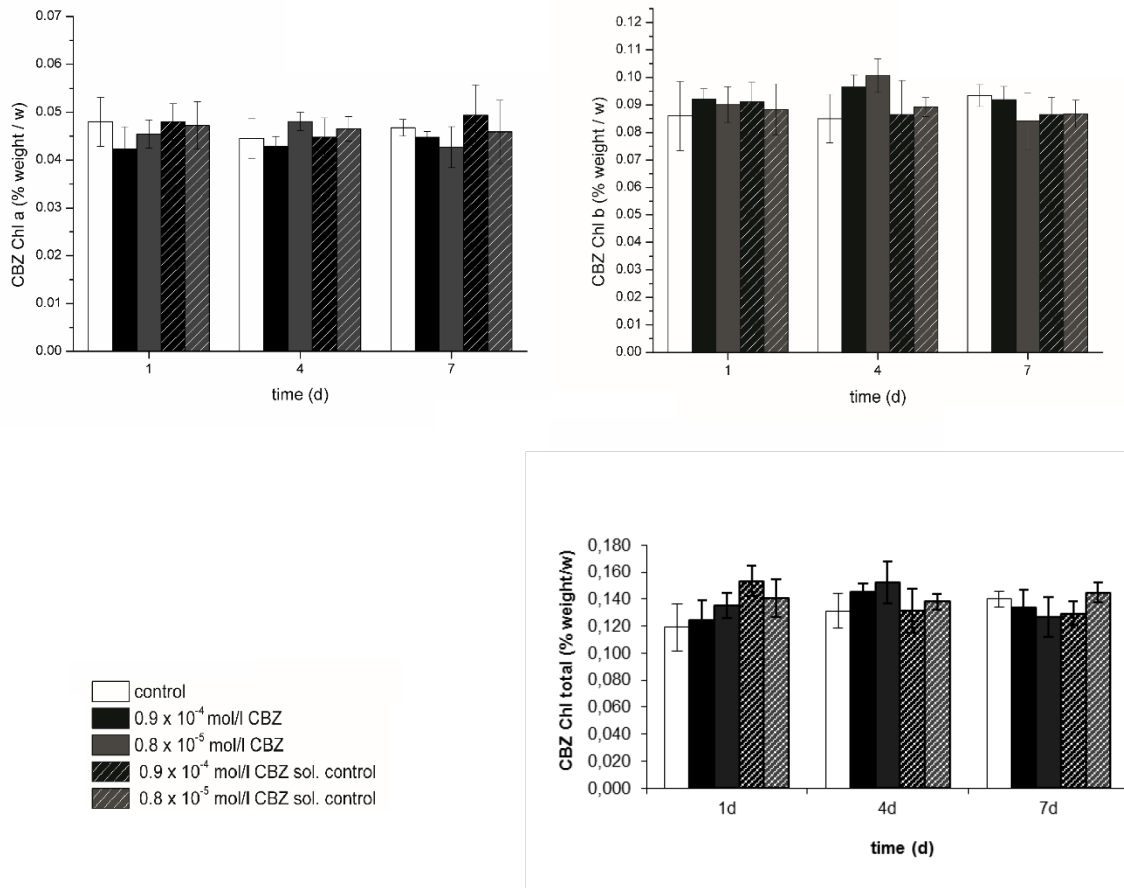 0.07
0.06
0.05
0.04
0.03
0.02
0.01
0.00
CBZ Chl a (% weight / w)
1 4 7
time (d)
0.12
0.11
0.10
0.09
0.08
0.07
0.06
0.05
0.04
0.03
0.02
0.01
0.00
CBZ Chl b (% weight / w)
1 4 7
time (d)
control
0.9 x 10⁻⁴ mol/l CBZ
0.8 x 10⁻⁵ mol/l CBZ
0.9 x 10⁻⁴ mol/l CBZ sol. control
0.8 x 10⁻⁵ mol/l CBZ sol. control
0,180
0,160
0,140
0,120
0,100
0,080
0,060
0,040
0,020
0,000
CBZ Chl total (% weight/w)
1d 4d 7d
time (d)